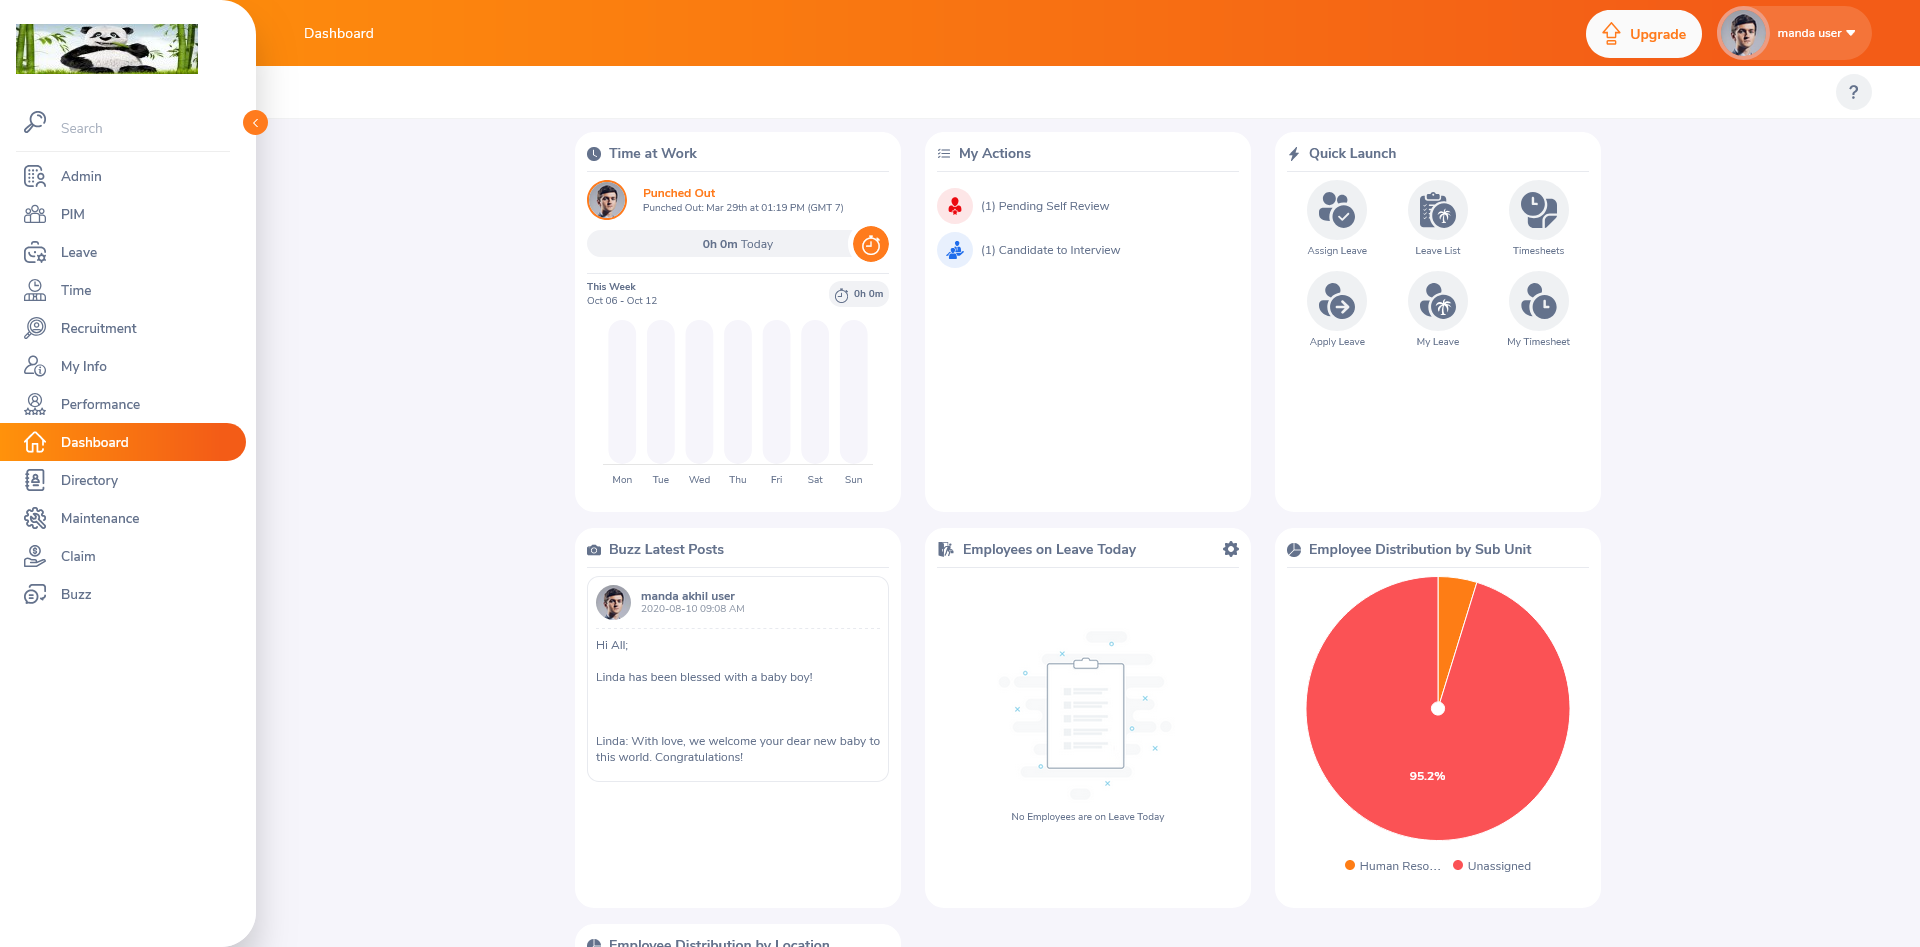 Dashboard
Upgrade
manda user
Search
?
Admin
PIM
Leave
Time
Recruitment
My Info
Performance
Dashboard
Directory
Maintenance
Claim
Buzz
Time at Work
Punched Out
Punched Out: Mar 29th at 01:19 PM (GMT 7)
0h 0m Today
This Week
Oct 06 - Oct 12
0h 0m
Mon Tue Wed Thu Fri Sat Sun
My Actions
(1) Pending Self Review
(1) Candidate to Interview
Quick Launch
Assign Leave
Leave List
Timesheets
Apply Leave
My Leave
My Timesheet
Buzz Latest Posts
manda akhil user
2020-08-10 09:08 AM
Hi All;
Linda has been blessed with a baby boy!
Linda: With love, we welcome your dear new baby to
this world. Congratulations!
Employees on Leave Today
No Employees are on Leave Today
Employee Distribution by Sub Unit
95.2%
Human Reso…
Unassigned
Employee Distribution by Location